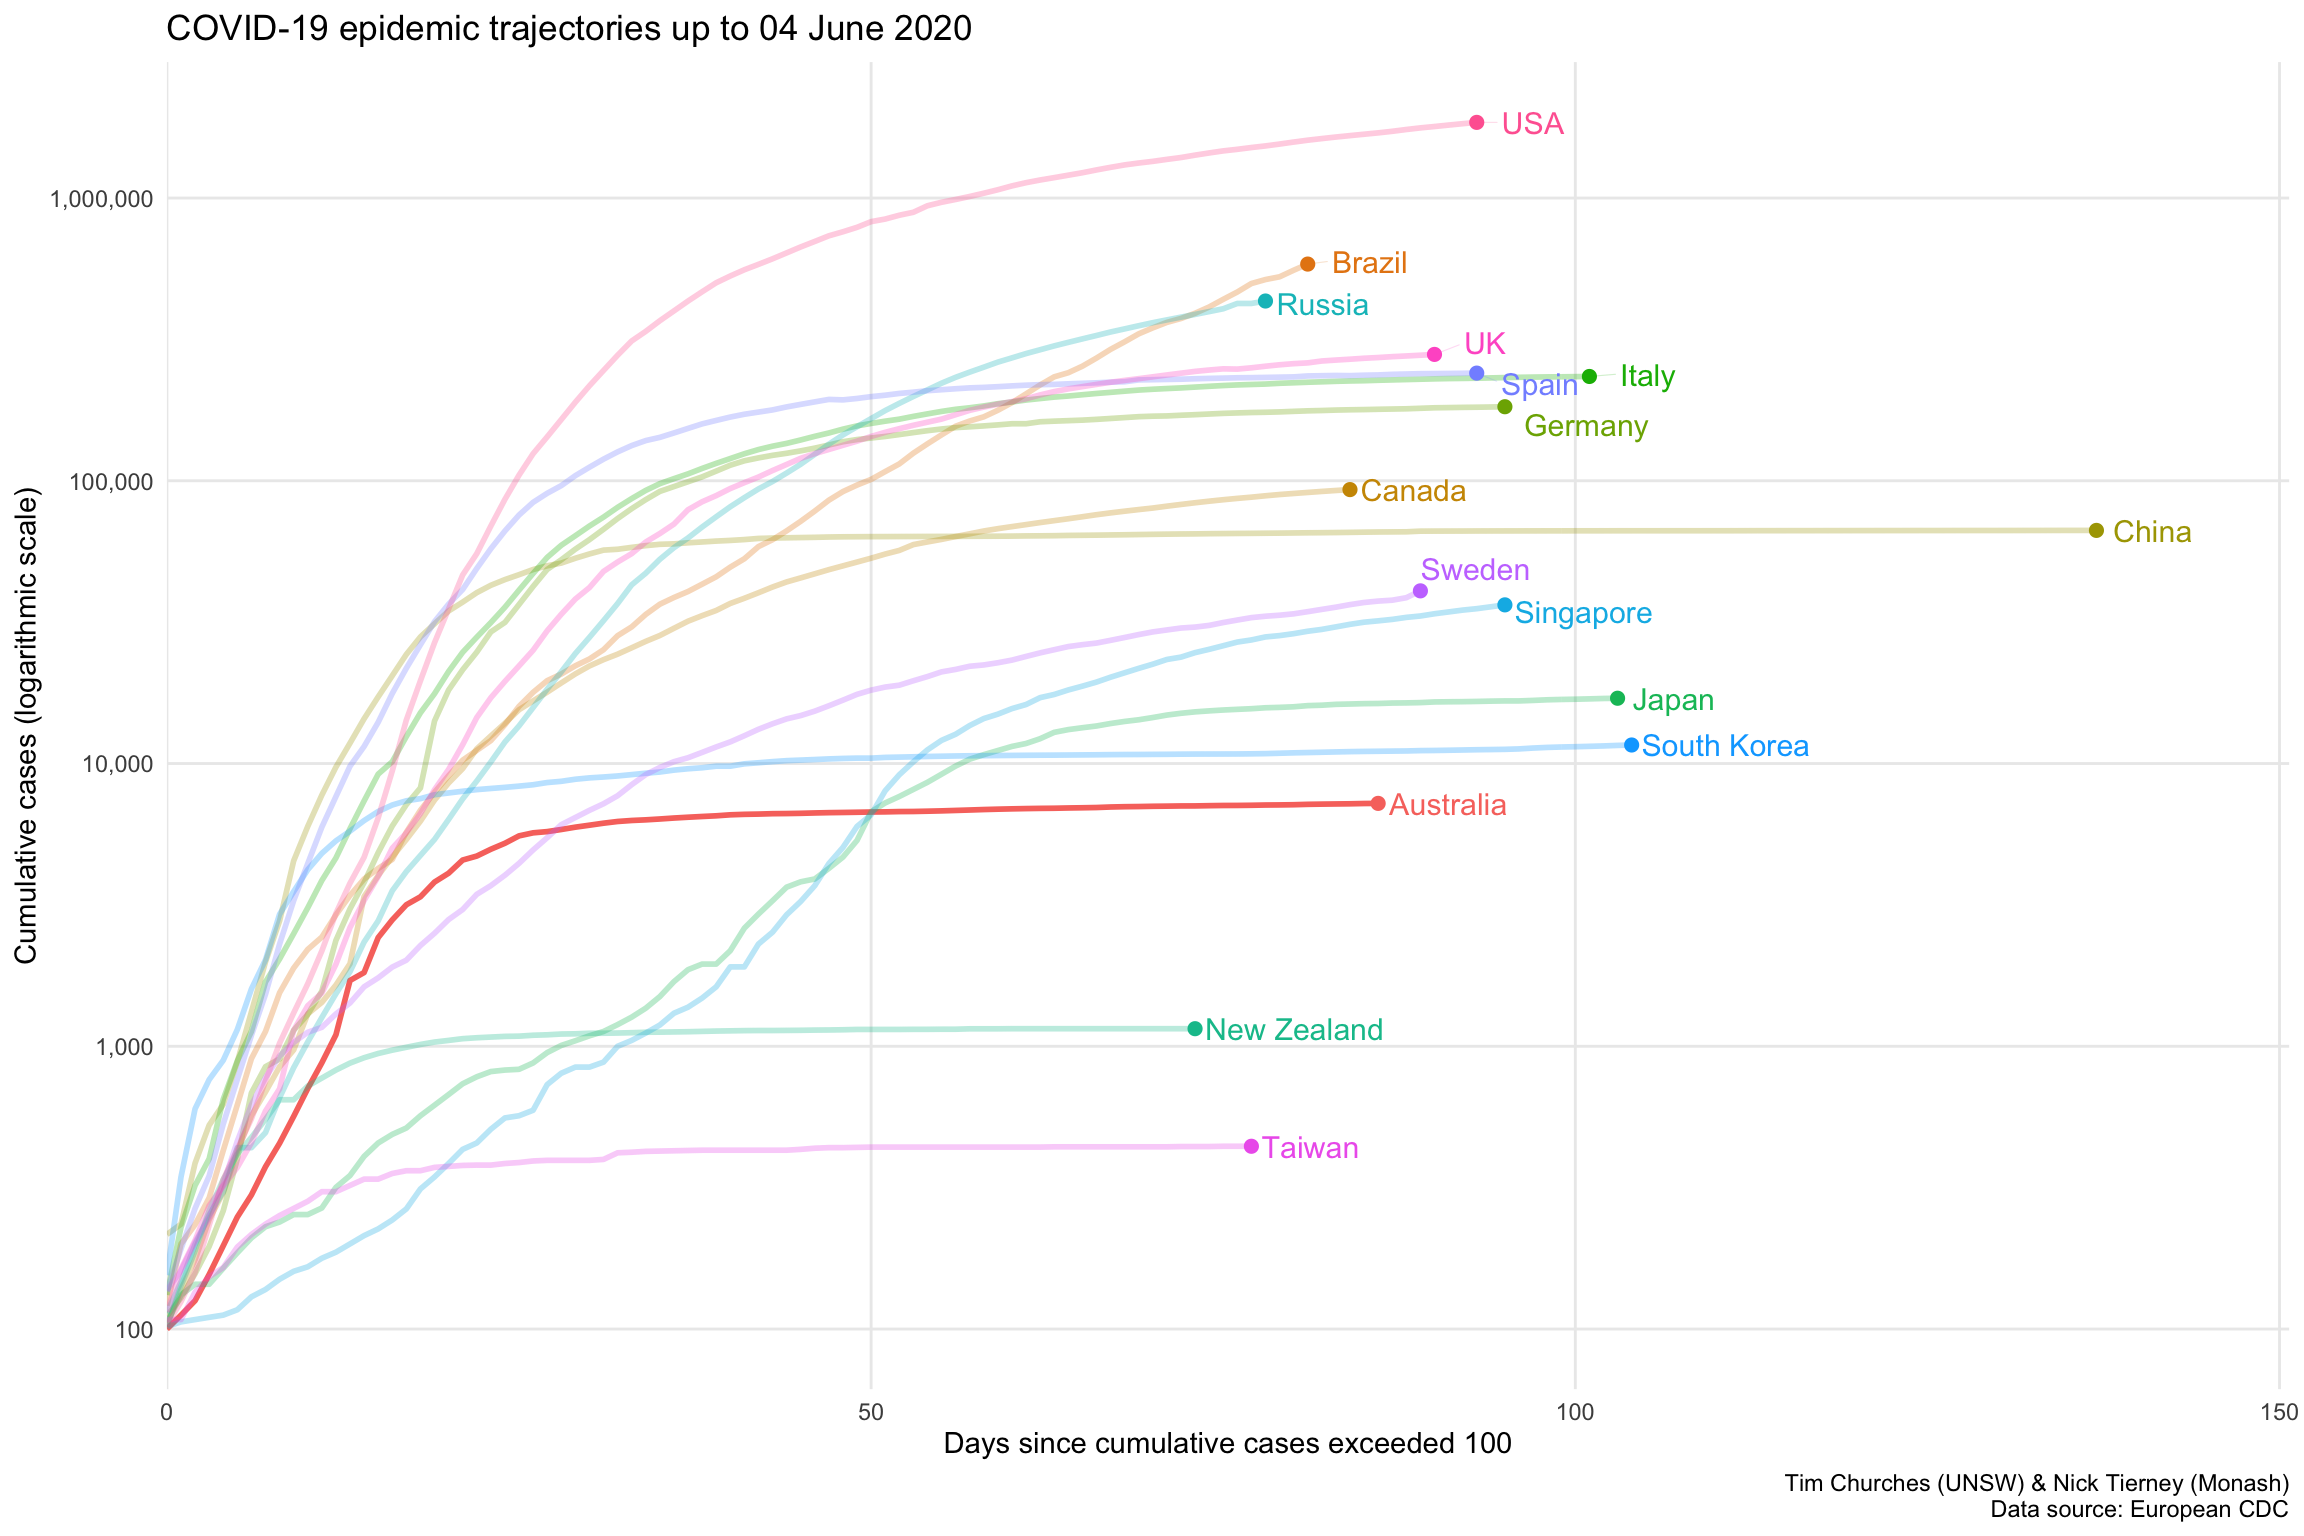 COVID-19 epidemic trajectories up to 04 June 2020
USA
1,000,000
Brazil
Russia
UK
Italy
Spain
Germany
100,000
Canada
China
Sweden
Singapore
Japan
South Korea
10,000
Australia
New Zealand
1,000
Taiwan
100
Cumulative cases (logarithmic scale)
0 50 100 150
Days since cumulative cases exceeded 100
Tim Churches (UNSW) & Nick Tierney (Monash)
Data source: European CDC